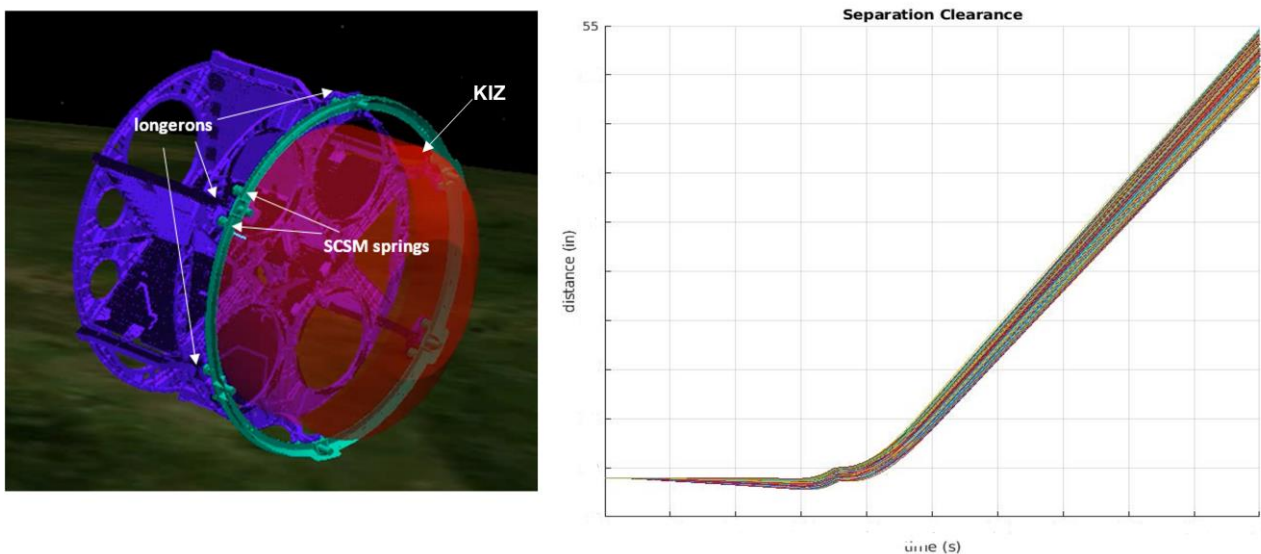 Separation Clearance
KIZ
longerons
SCSM springs
55
distance (in)
time (s)